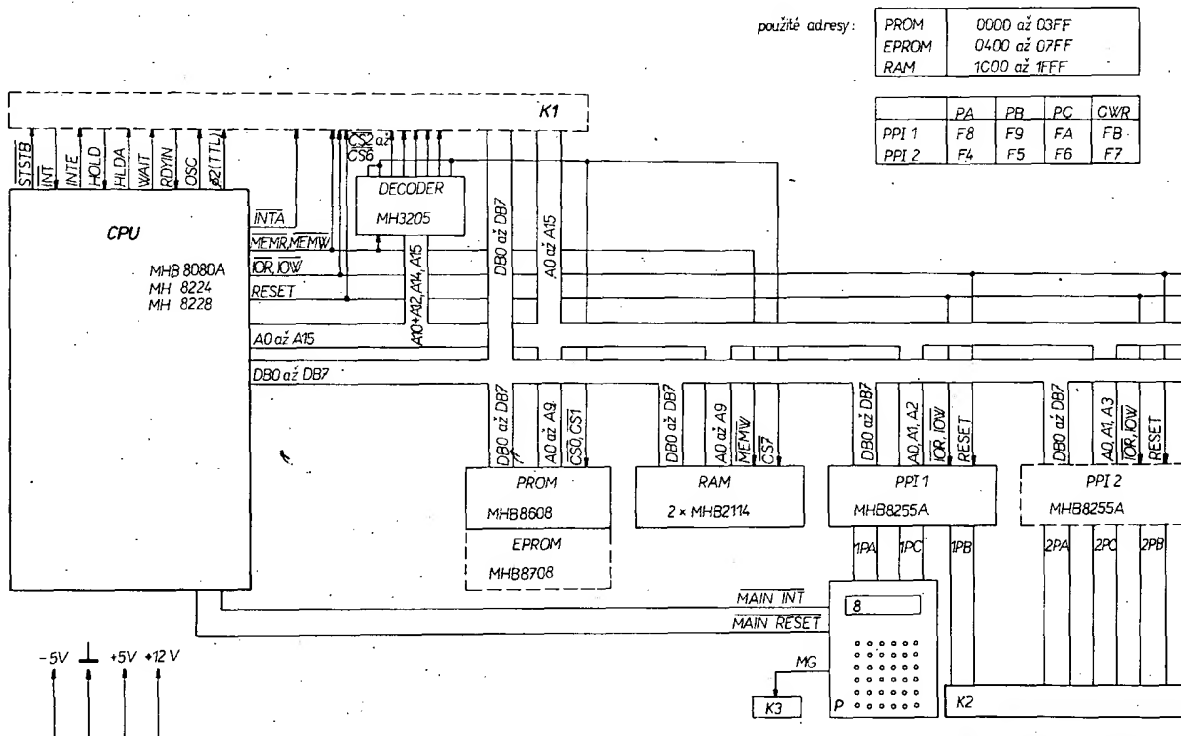 použité adresy:
PROM 0000 až 03FF
EPROM 0400 až 07FF
RAM 1C00 až 1FFF
PA PB PC CWR
PPI 1 F8 F9 FA FB
PPI 2 F4 F5 F6 F7
K1
CS2 až
CS6
STSTB
INT
INTE
HOLD
HLDA
WAIT
RDYIN
OSC
ø2(TTL)
DECODER
MH3205
DB0 až DB7
A0 až A15
CPU
MHB 8080A
MH 8224
MH 8228
INTA
MEMR, MEMW
IOR, IOW
RESET
A10÷A12, A14, A15
A0 až A15
DB0 až DB7
DB0 až DB7
A0 až A9
CS0, CS1
DB0 až DB7
A0 až A9
MEMW
CS7
DB0 až DB7
A0, A1, A2
IOR, IOW
RESET
DB0 až DB7
A0, A1, A3
IOR, IOW
RESET
PROM
MHB8608
EPROM
MHB8708
RAM
2 × MHB2114
PPI 1
MHB8255A
PPI 2
MHB8255A
1PA
1PC
1PB
2PA
2PC
2PB
MAIN INT
MAIN RESET
8
MG
K3
P
K2
-5V
+5V
+12 V